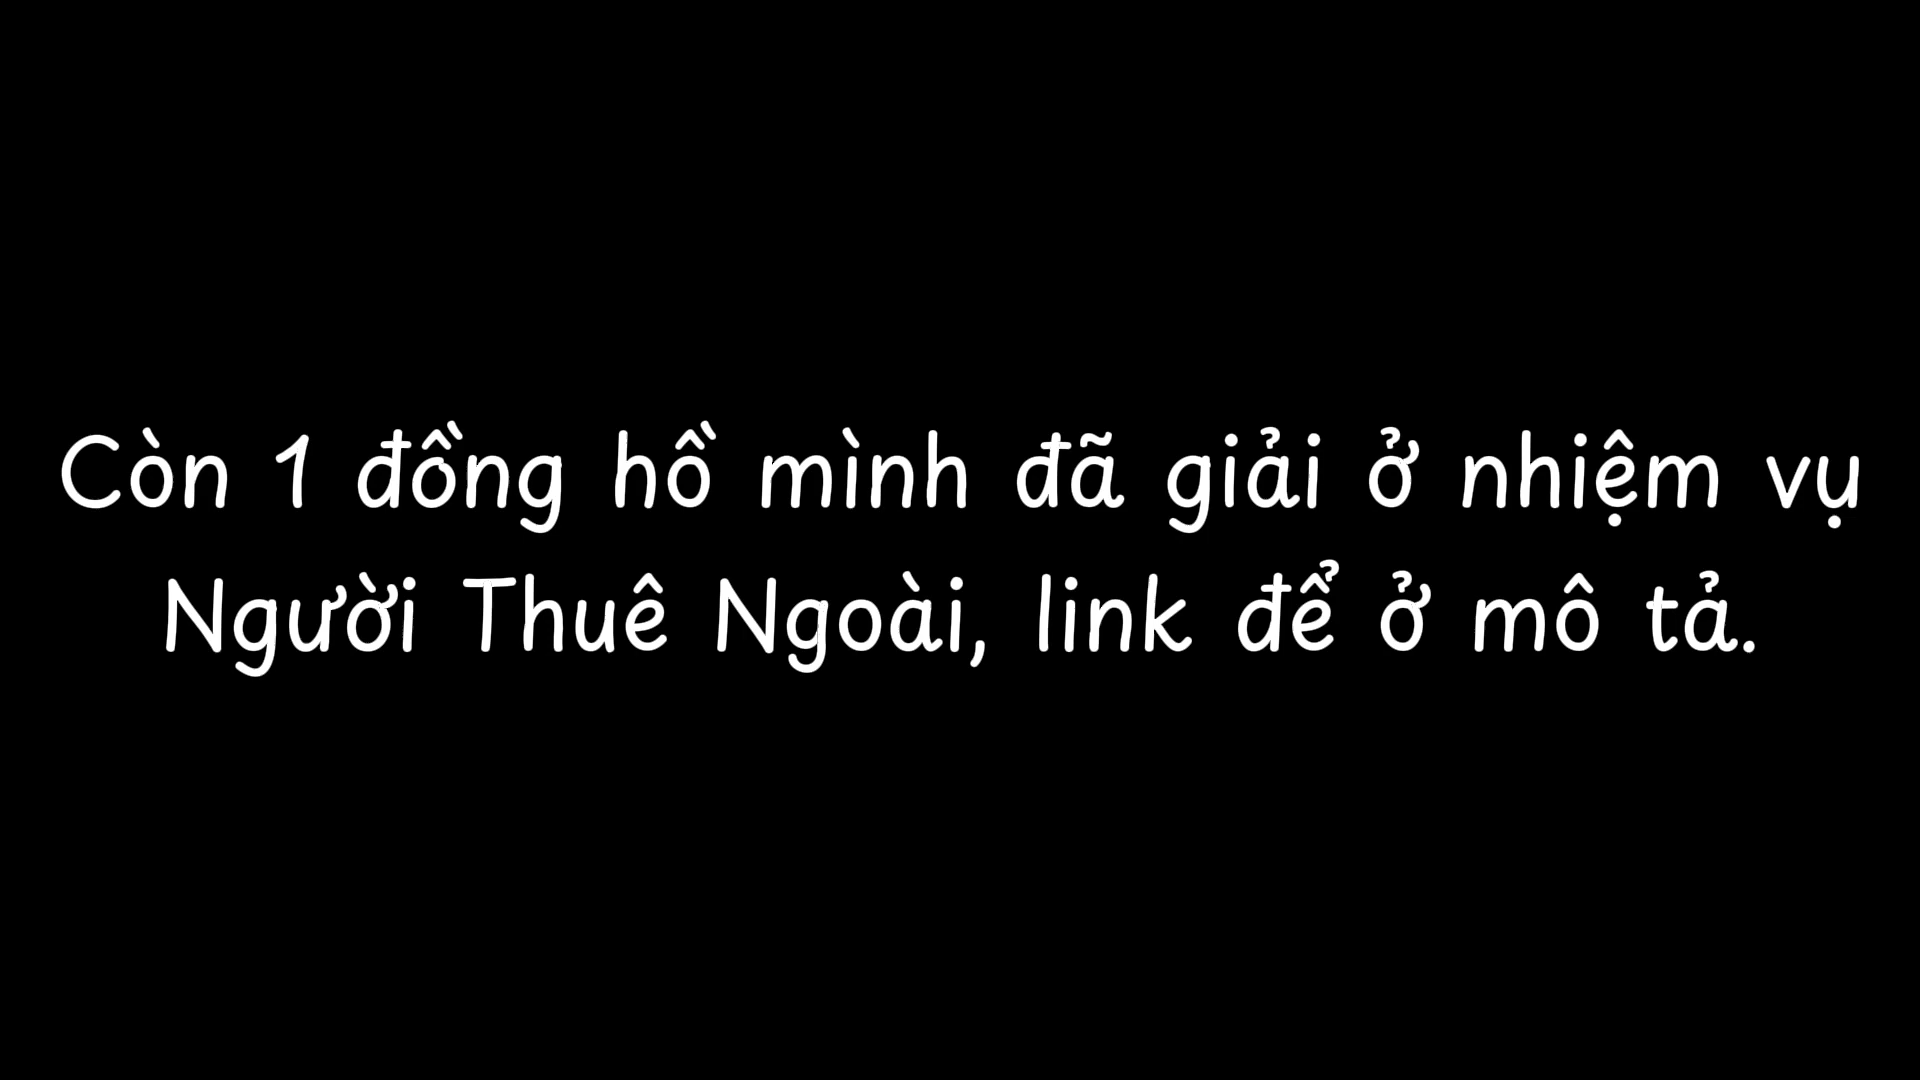 Còn 1 đồng hồ mình đã giải ở nhiệm vụ
Người Thuê Ngoài, link để ở mô tả.